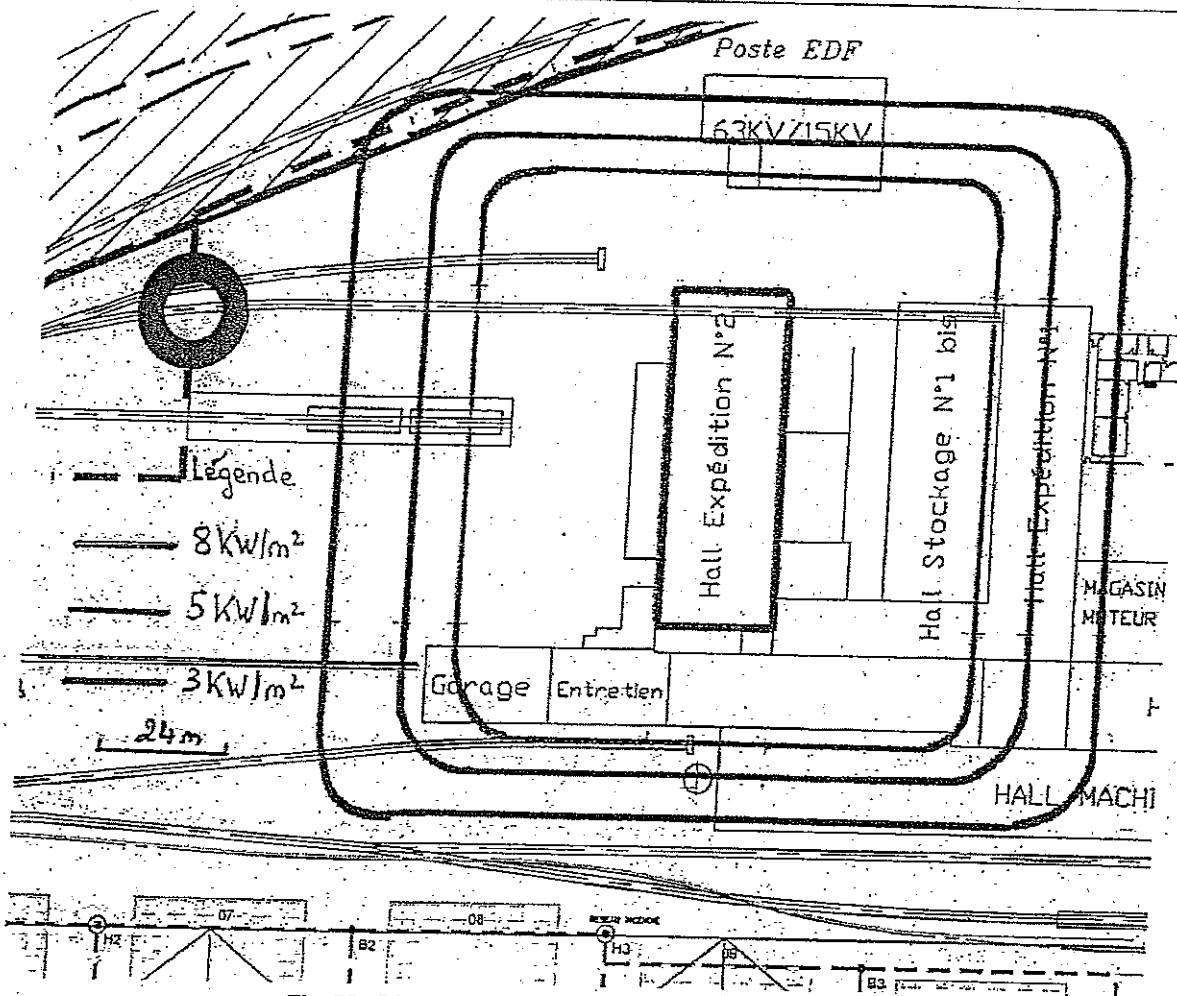 Poste EDF
63KV/15KV
Hall Expédition N°2
Hall Stockage N°1 bis
Hall Expédition N°1
Légende
8KW/m²
5KW/m²
3KW/m²
24m
Garage
Entretien
MAGASIN
MOTEUR
HALL MACHI
07
08
H2
B2
H3
B3